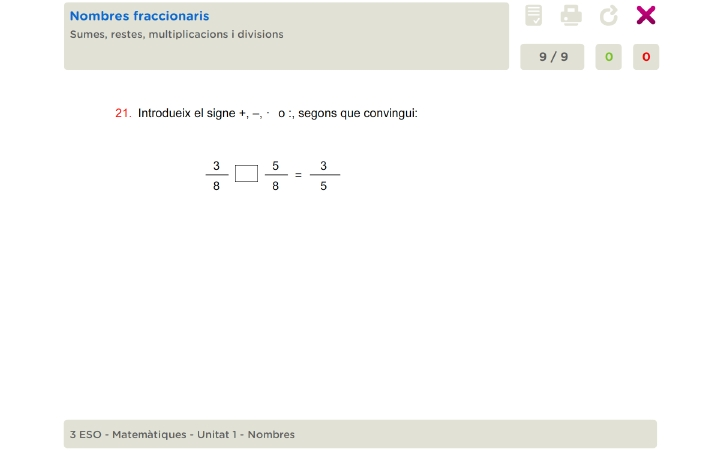 Nombres fraccionaris
Sumes, restes, multiplicacions i divisions
9 / 9
0
0
21. Introdueix el signe +, –, · o :, segons que convingui:
3 5 3
=
8 8 5
3 ESO - Matemàtiques - Unitat 1 - Nombres